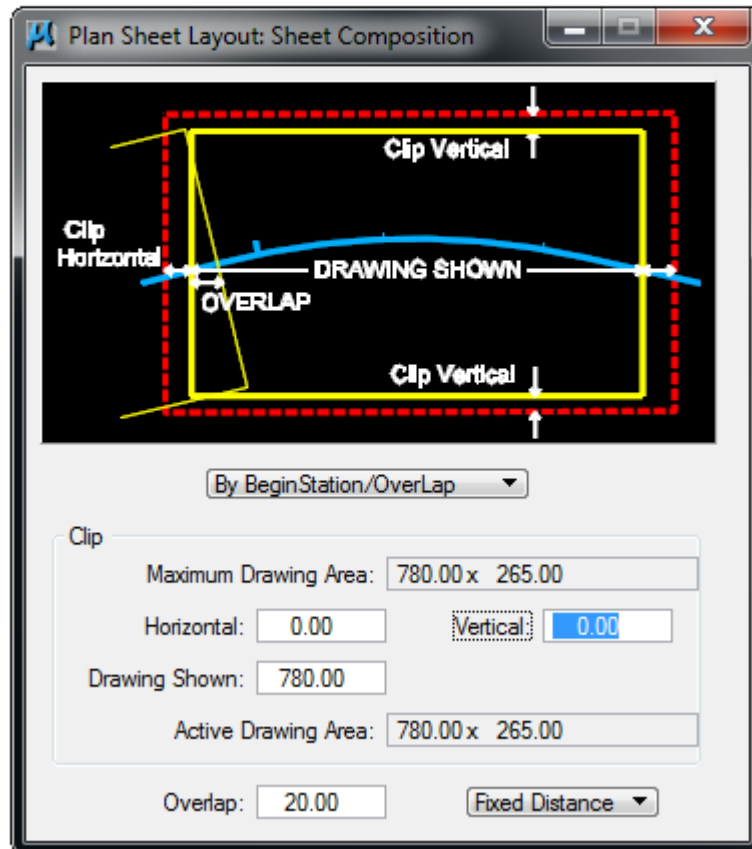 Plan Sheet Layout: Sheet Composition
Clip Vertical
Clip
Horizontal
DRAWING SHOWN
OVERLAP
Clip Vertical
By BeginStation/OverLap
Clip
Maximum Drawing Area: 780.00 x 265.00
Horizontal: 0.00 Vertical: 0.00
Drawing Shown: 780.00
Active Drawing Area: 780.00 x 265.00
Overlap: 20.00 Fixed Distance